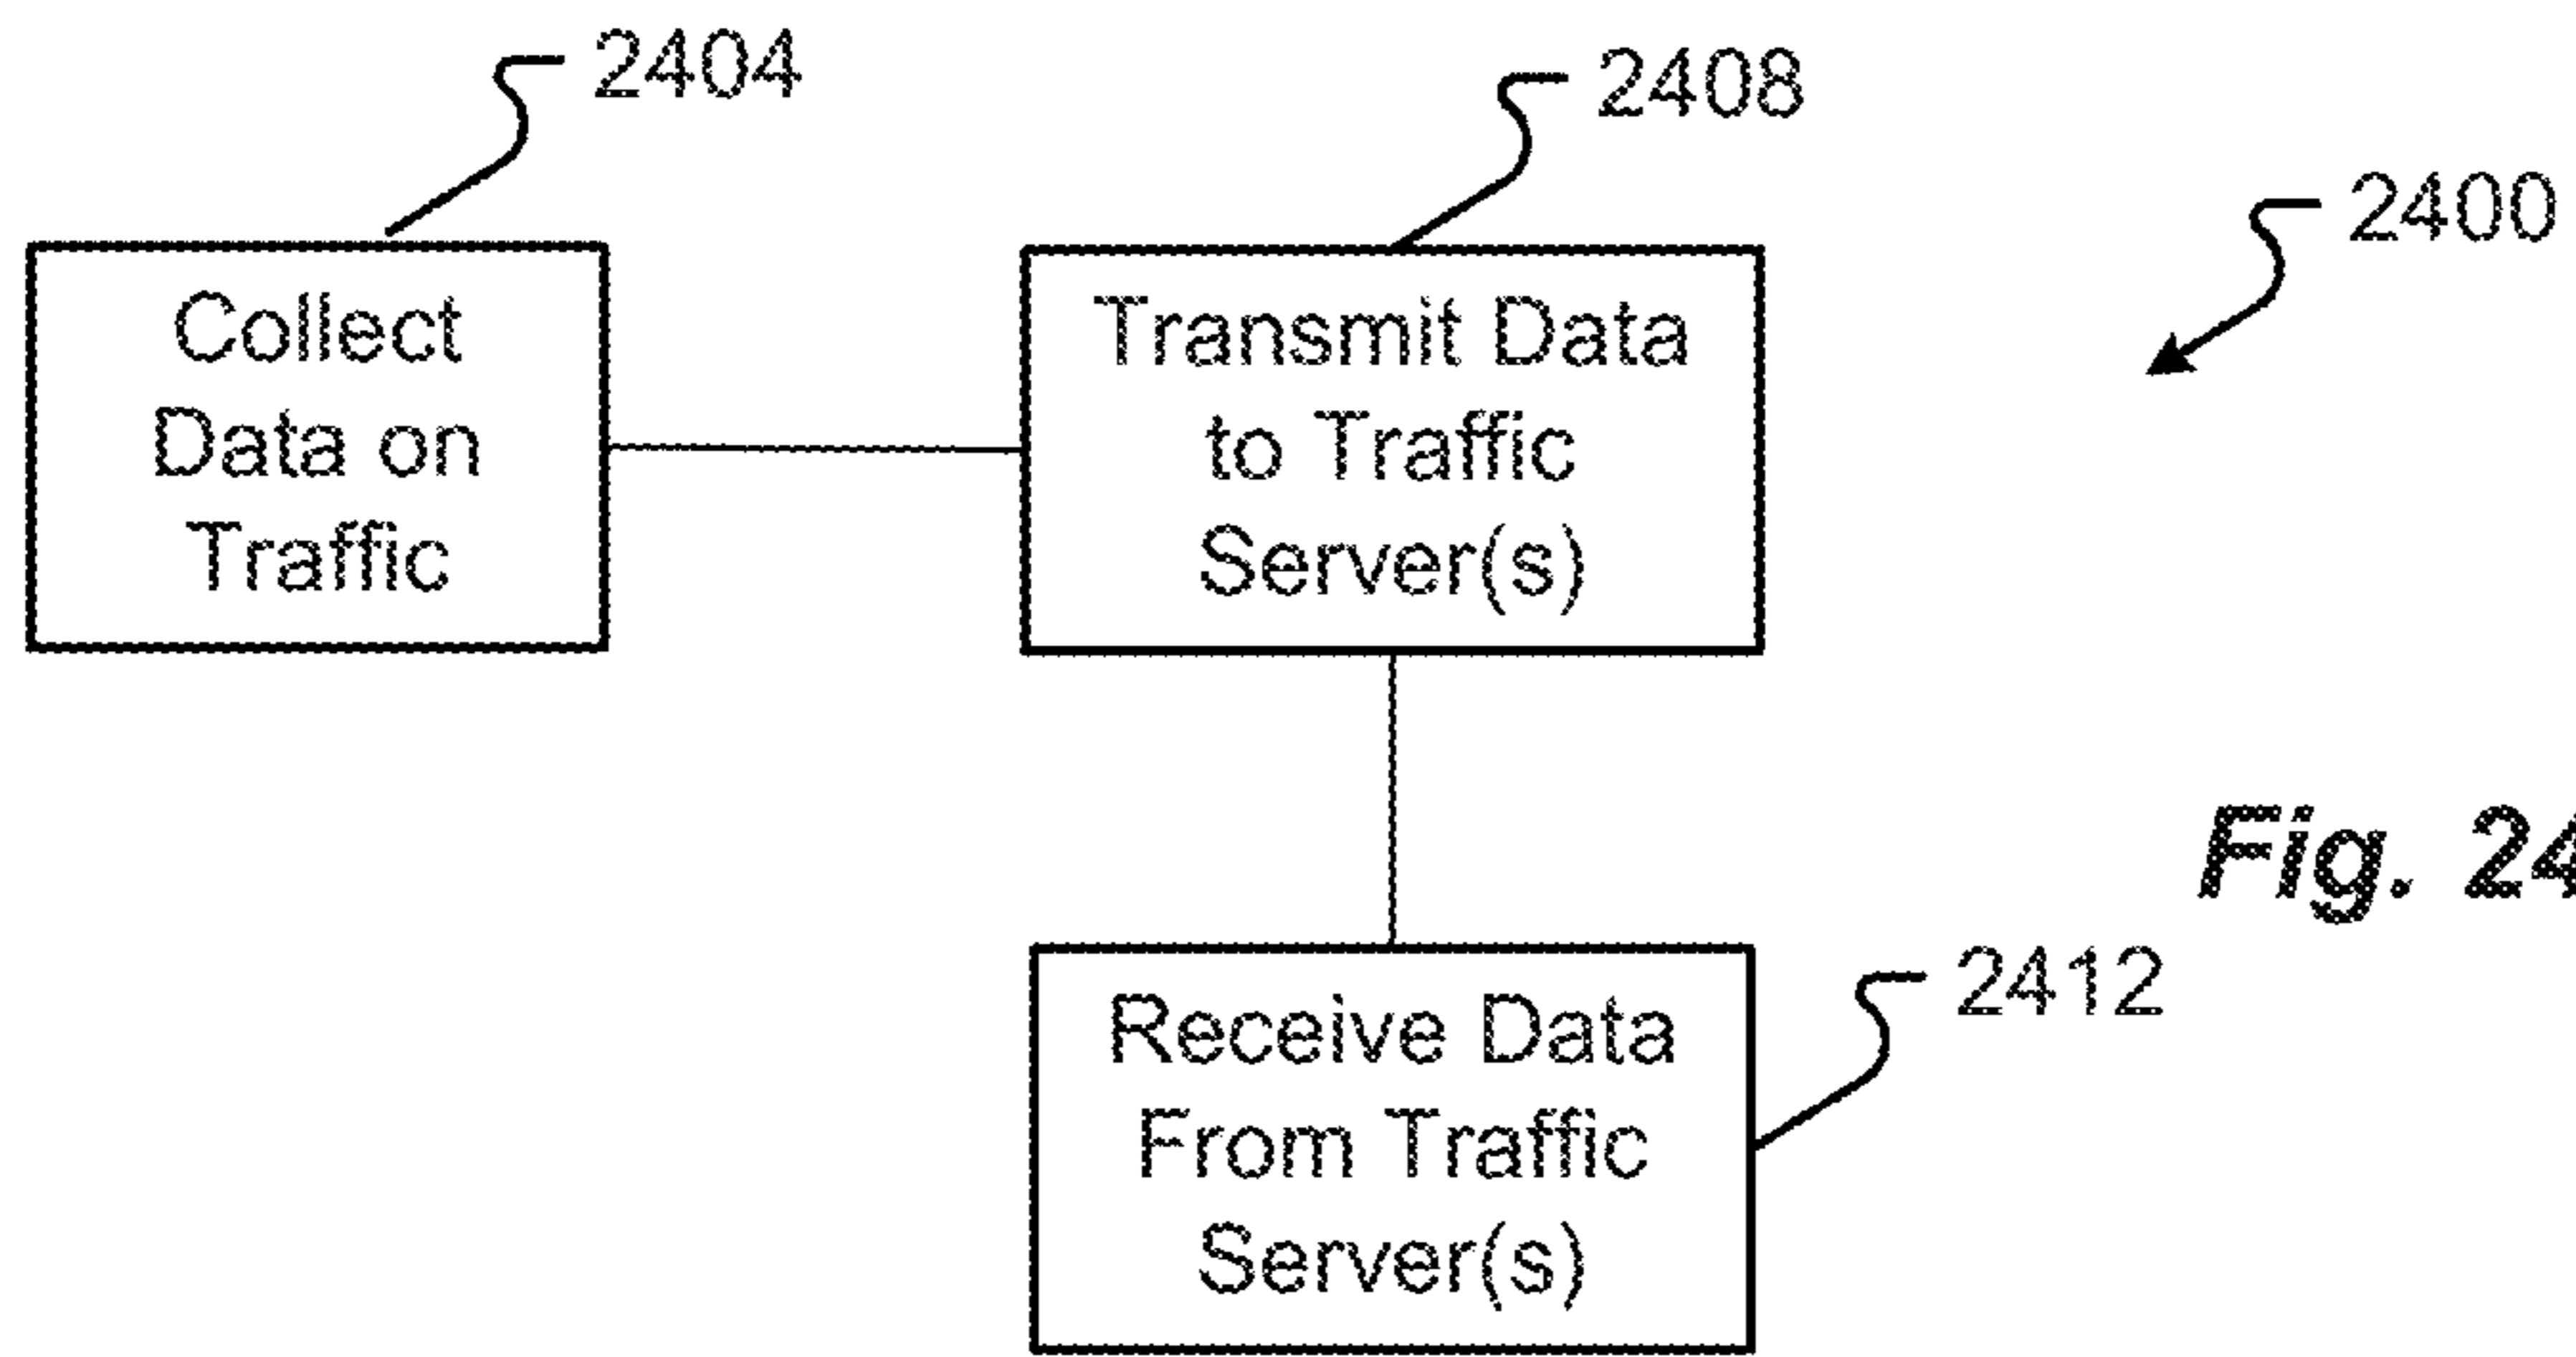 2404
2408
2400
Collect
Data on
Traffic
Transmit Data
to Traffic
Server(s)
Fig. 24
2412
Receive Data
From Traffic
Server(s)